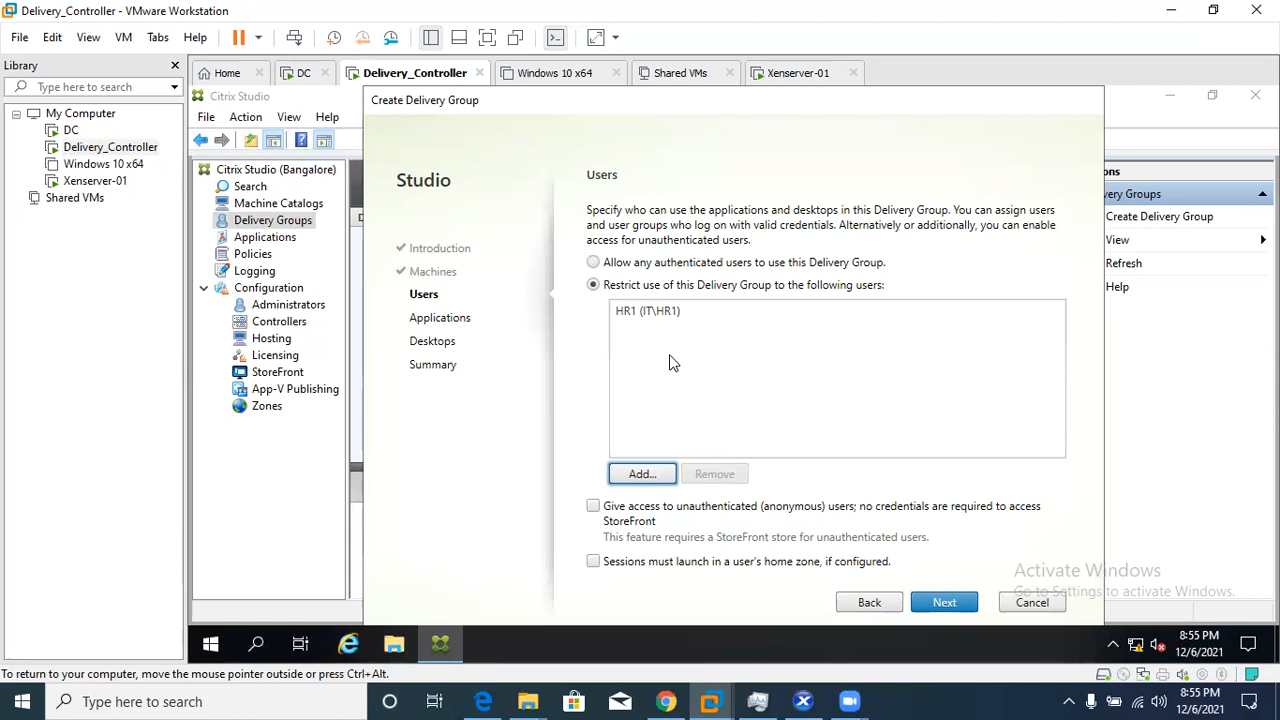 Delivery_Controller - VMware Workstation
File Edit View VM Tabs Help
Library
Type here to search
My Computer
DC
Delivery_Controller
Windows 10 x64
Xenserver-01
Shared VMs
Home
DC
Delivery_Controller
Windows 10 x64
Shared VMs
Xenserver-01
Citrix Studio
File Action View Help
Citrix Studio (Bangalore)
Search
Machine Catalogs
Delivery Groups
Applications
Policies
Logging
Configuration
Administrators
Controllers
Hosting
Licensing
StoreFront
App-V Publishing
Zones
Create Delivery Group
Studio
Introduction
Machines
Users
Applications
Desktops
Summary
Users
Specify who can use the applications and desktops in this Delivery Group. You can assign users
and user groups who log on with valid credentials. Alternatively or additionally, you can enable
access for unauthenticated users.
Allow any authenticated users to use this Delivery Group.
Restrict use of this Delivery Group to the following users:
HR1 (IT\HR1)
Add...
Remove
Give access to unauthenticated (anonymous) users; no credentials are required to access
StoreFront
This feature requires a StoreFront store for unauthenticated users.
Sessions must launch in a user's home zone, if configured.
Back
Next
Cancel
ons
very Groups
Create Delivery Group
View
Refresh
Help
Activate Windows
Go to Settings to activate Windows.
8:55 PM
12/6/2021
To return to your computer, move the mouse pointer outside or press Ctrl+Alt.
Type here to search
8:55 PM
12/6/2021